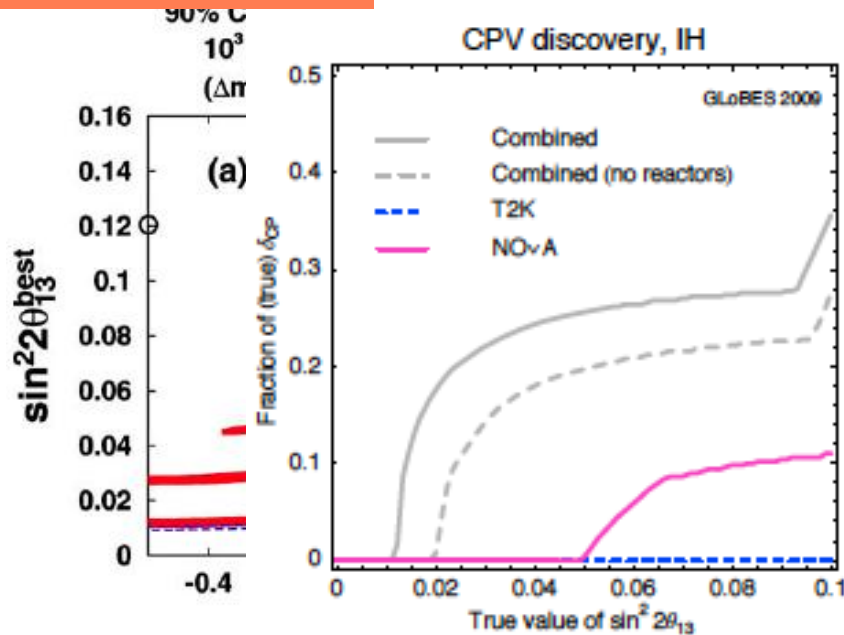 90% C
10³
(Δm
0.16
0.14
0.12
0.1
0.08
0.06
0.04
0.02
0
-0.4
(a)
sin²2θ₁₃^best
CPV discovery, IH
GLoBES 2009
Combined
Combined (no reactors)
T2K
NOνA
0.5
0.4
0.3
0.2
0.1
0
Fraction of (true) δCP
0
0.02
0.04
0.06
0.08
0.1
True value of sin² 2θ₁₃